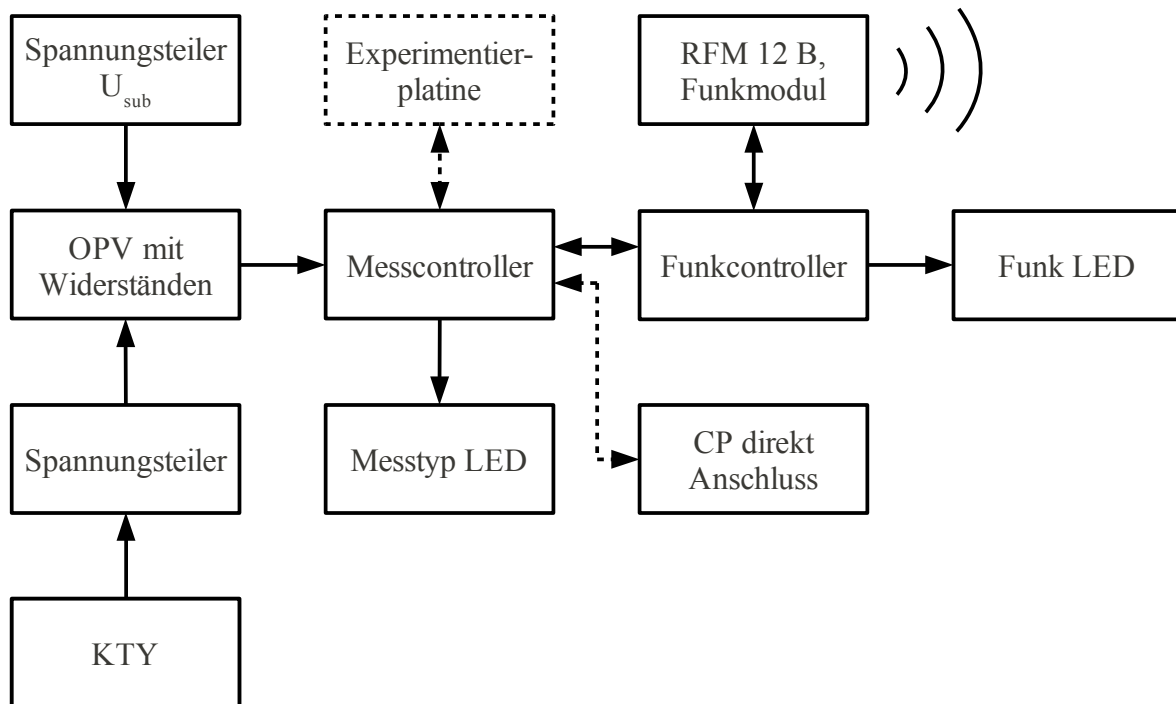 Spannungsteiler
U_sub
Experimentier-
platine
RFM 12 B,
Funkmodul
OPV mit
Widerständen
Messcontroller
Funkcontroller
Funk LED
Spannungsteiler
Messtyp LED
CP direkt
Anschluss
KTY